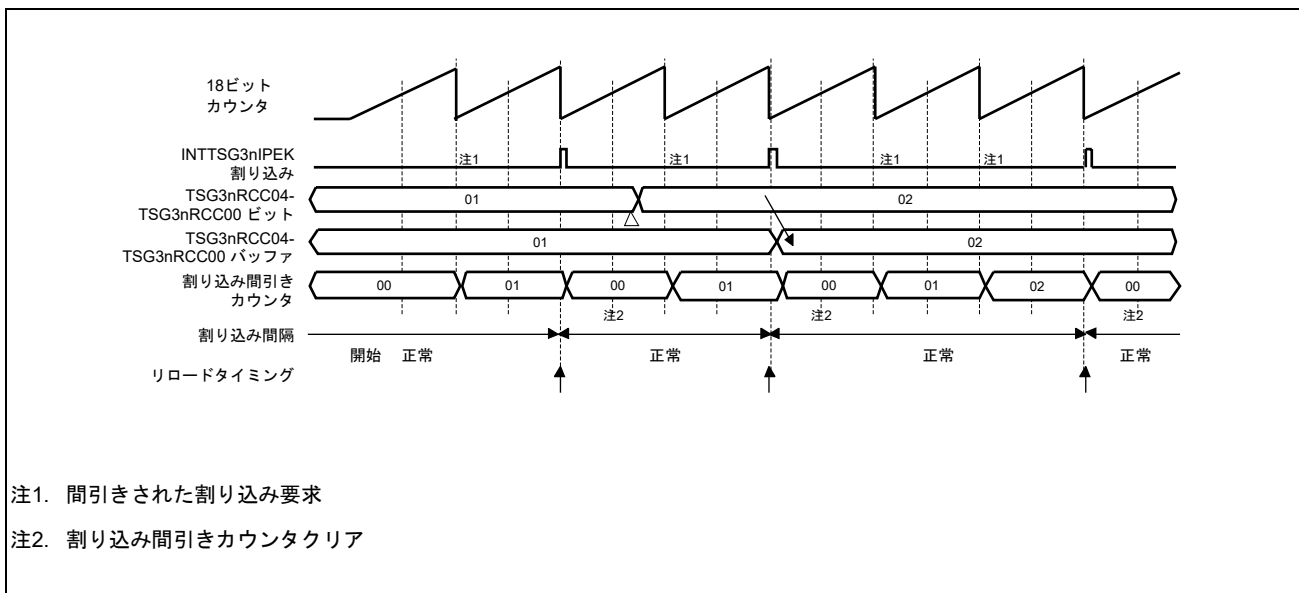 18ビット
カウンタ
INTTSG3nIPEK
割り込み
注1 注1 注1 注1
TSG3nRCC04-
TSG3nRCC00 ビット
01 02
TSG3nRCC04-
TSG3nRCC00 バッファ
01 02
割り込み間引き
カウンタ
00 01 00 01 00 01 02 00
注2 注2 注2
割り込み間隔
開始 正常 正常 正常 正常
リロードタイミング
注1. 間引きされた割り込み要求
注2. 割り込み間引きカウンタクリア